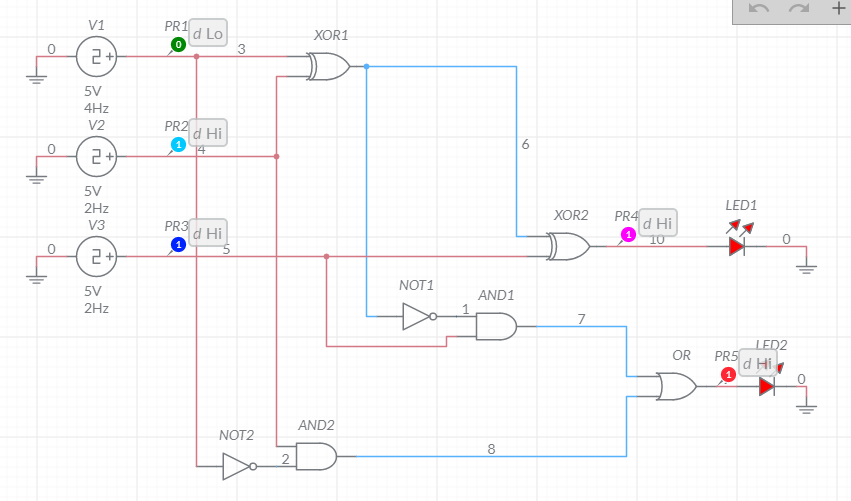 V1
PR1
d Lo
0
0
3
XOR1
5V
4Hz
V2
PR2
d Hi
0
1
4
6
5V
2Hz
V3
PR3
d Hi
0
1
5
5V
2Hz
XOR2
PR4
d Hi
1
10
LED1
0
NOT1
1
AND1
7
OR
PR5
d Hi
1
LED2
0
NOT2
2
AND2
8